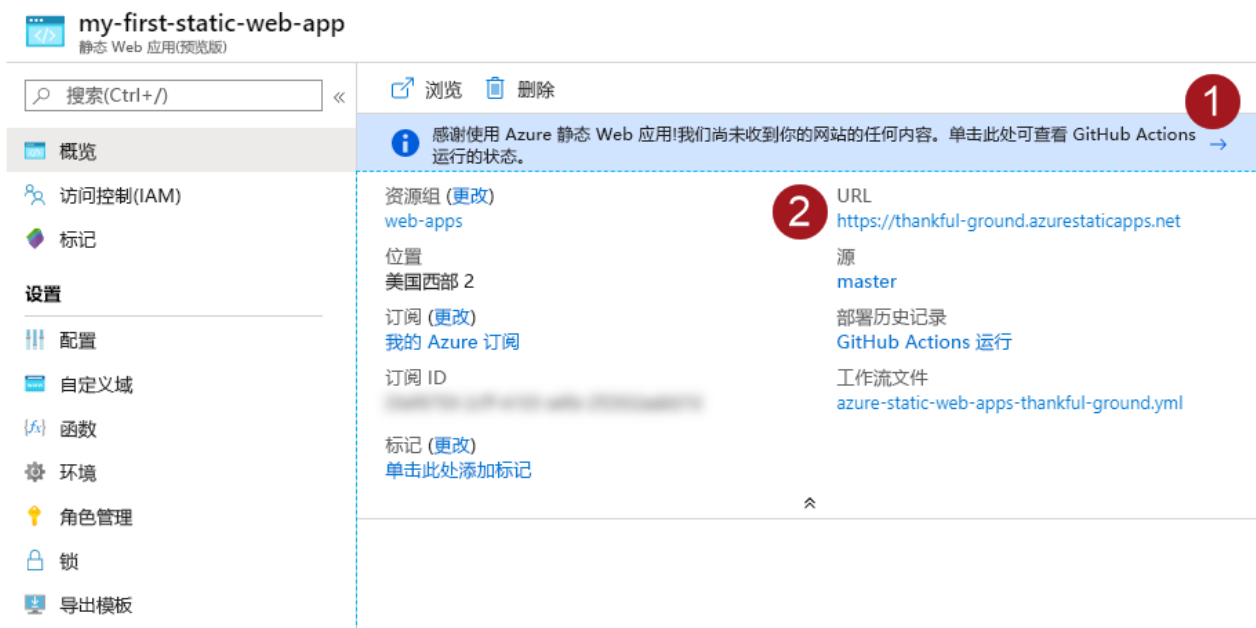 my-first-static-web-app
静态 Web 应用(预览版)
搜索(Ctrl+/)
«
概览
访问控制(IAM)
标记
设置
配置
自定义域
函数
环境
角色管理
锁
导出模板
浏览
删除
1
感谢使用 Azure 静态 Web 应用!我们尚未收到你的网站的任何内容。单击此处可查看 GitHub Actions
运行的状态。
→
资源组 (更改)
web-apps
位置
美国西部 2
订阅 (更改)
我的 Azure 订阅
订阅 ID
标记 (更改)
单击此处添加标记
2
URL
https://thankful-ground.azurestaticapps.net
源
master
部署历史记录
GitHub Actions 运行
工作流文件
azure-static-web-apps-thankful-ground.yml